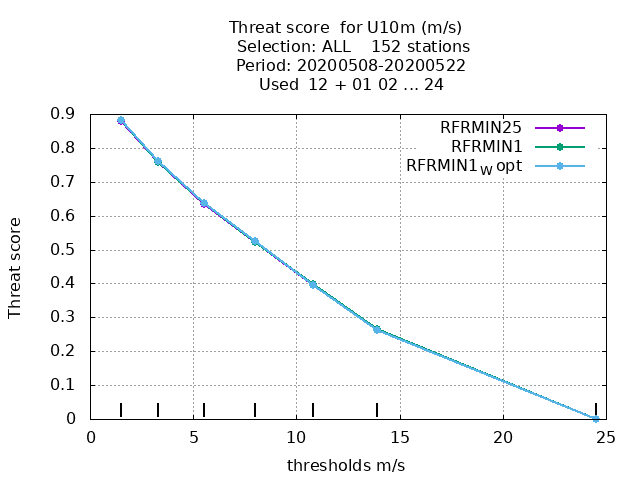 Threat score for U10m (m/s)
Selection: ALL 152 stations
Period: 20200508-20200522
Used 12 + 01 02 ... 24
RFRMIN25
RFRMIN1
RFRMIN1W opt
Threat score
0.9
0.8
0.7
0.6
0.5
0.4
0.3
0.2
0.1
0
0 5 10 15 20 25
thresholds m/s